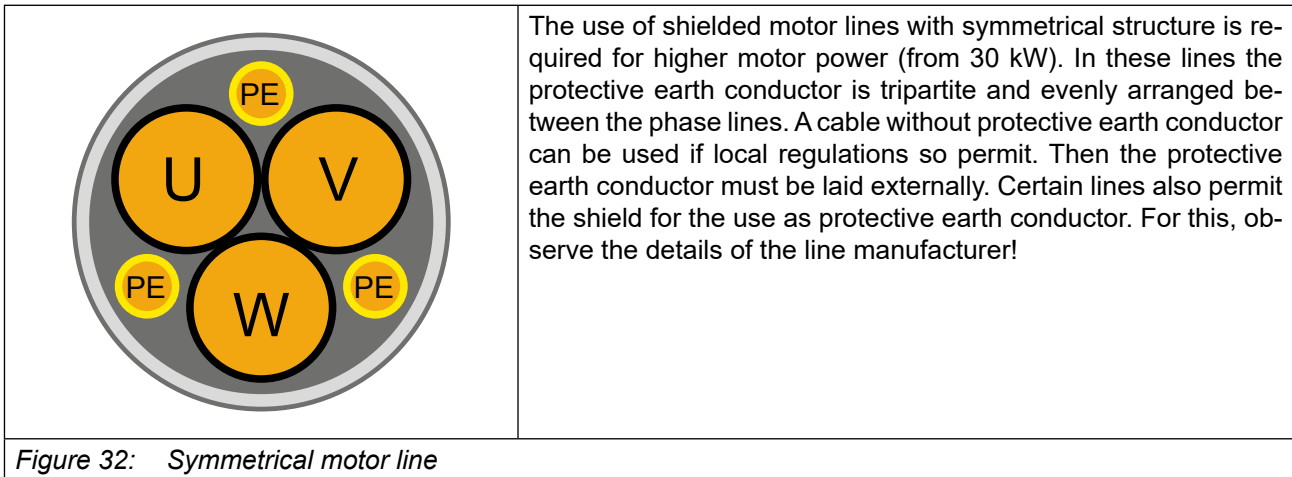 PE
U V
PE PE
W
The use of shielded motor lines with symmetrical structure is re-
quired for higher motor power (from 30 kW). In these lines the
protective earth conductor is tripartite and evenly arranged be-
tween the phase lines. A cable without protective earth conductor
can be used if local regulations so permit. Then the protective
earth conductor must be laid externally. Certain lines also permit
the shield for the use as protective earth conductor. For this, ob-
serve the details of the line manufacturer!
Figure 32: Symmetrical motor line